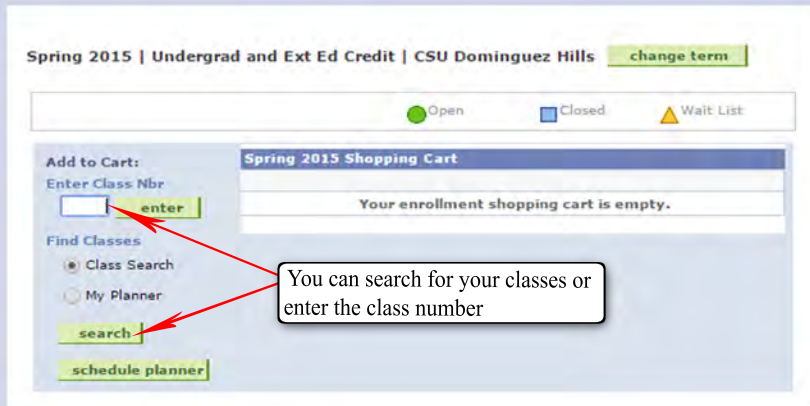 Spring 2015 | Undergrad and Ext Ed Credit | CSU Dominguez Hills change term
Open Closed Wait List
Add to Cart:
Spring 2015 Shopping Cart
Enter Class Nbr
enter
Your enrollment shopping cart is empty.
Find Classes
Class Search
My Planner
You can search for your classes or
enter the class number
search
schedule planner